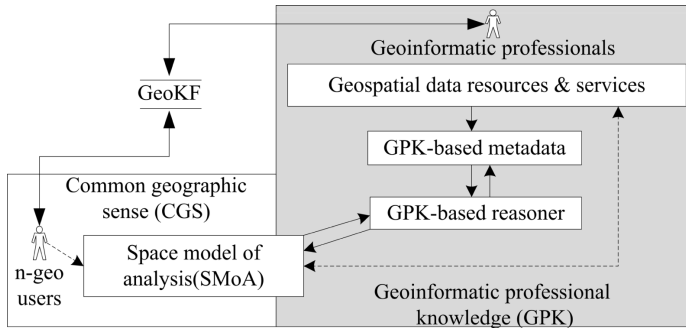 Geoinformatic professionals
Geospatial data resources & services
GeoKF
GPK-based metadata
Common geographic
sense (CGS)
GPK-based reasoner
n-geo
users
Space model of
analysis(SMoA)
Geoinformatic professional
knowledge (GPK)